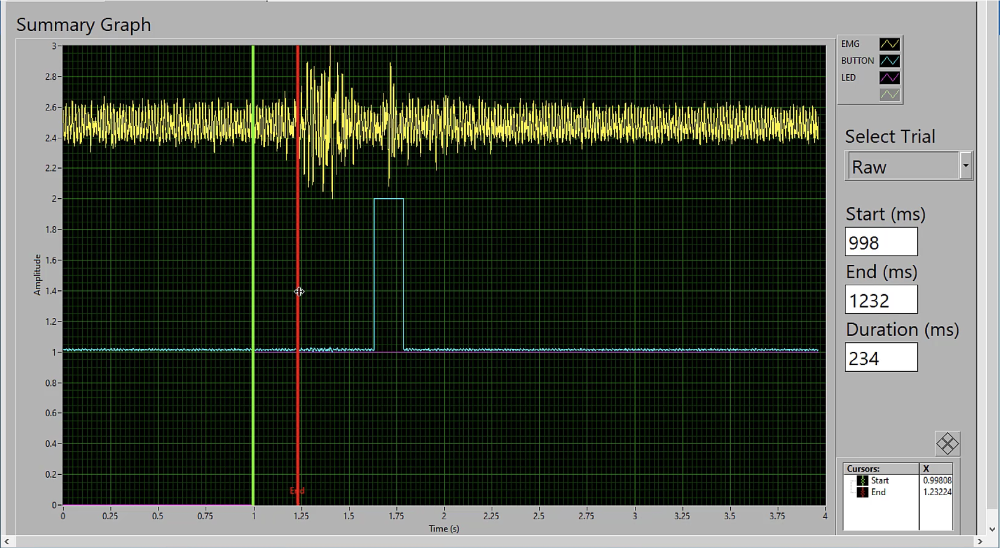 Summary Graph
EMG
BUTTON
LED
Select Trial
Raw
Start (ms)
998
End (ms)
1232
Duration (ms)
234
Cursors: X
Start 0.99808
End 1.23224
Amplitude
3
2.8
2.6
2.4
2.2
2
1.8
1.6
1.4
1.2
1
0.8
0.6
0.4
0.2
0
End
0 0.25 0.5 0.75 1 1.25 1.5 1.75 2 2.25 2.5 2.75 3 3.25 3.5 3.75 4
Time (s)